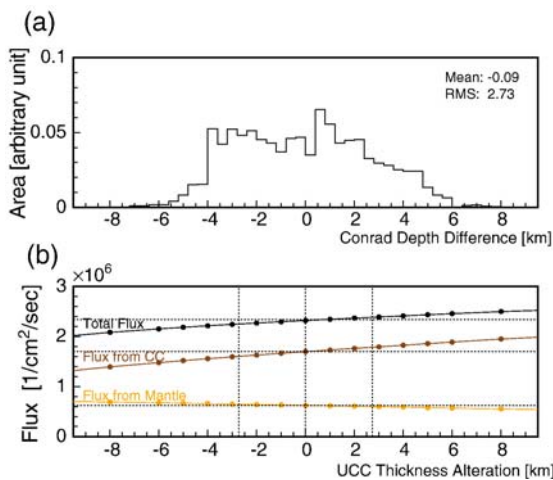 (a)
0.1
Mean: -0.09
RMS: 2.73
0.05
Area [arbitrary unit]
0
-8 -6 -4 -2 0 2 4 6 8
Conrad Depth Difference [km]
(b)
×10⁶
3
Total Flux
2
Flux from CC
1
Flux from Mantle
Flux [1/cm²/sec]
0
-8 -6 -4 -2 0 2 4 6 8
UCC Thickness Alteration [km]